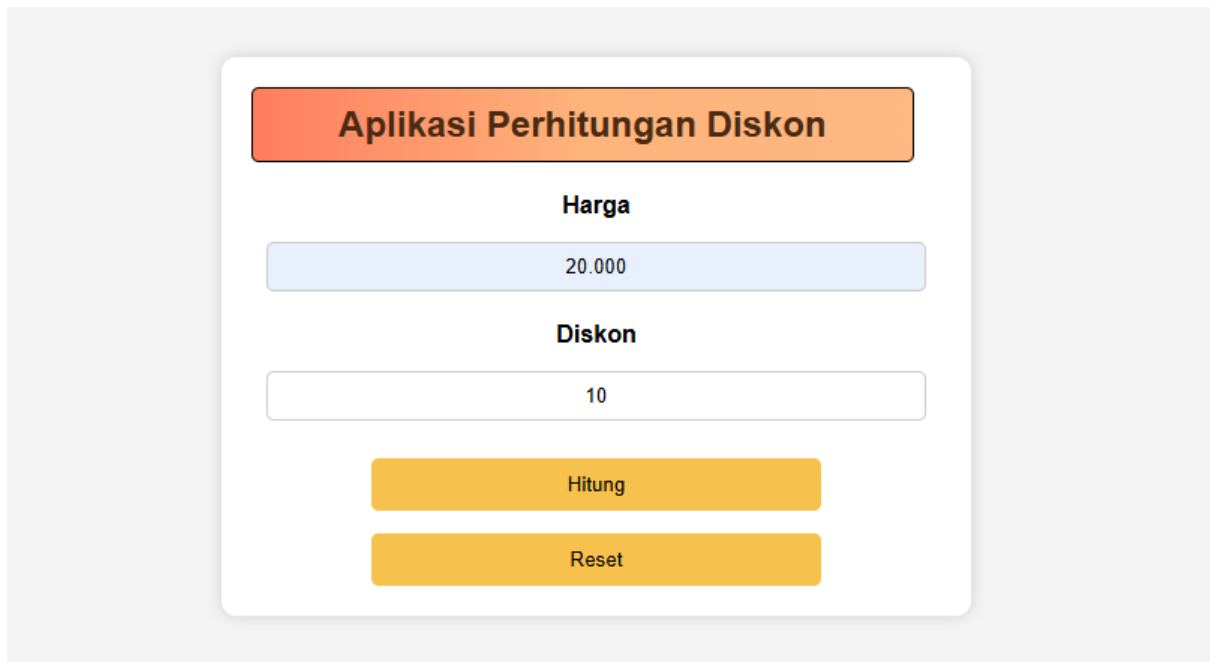 Aplikasi Perhitungan Diskon
Harga
20.000
Diskon
10
Hitung
Reset